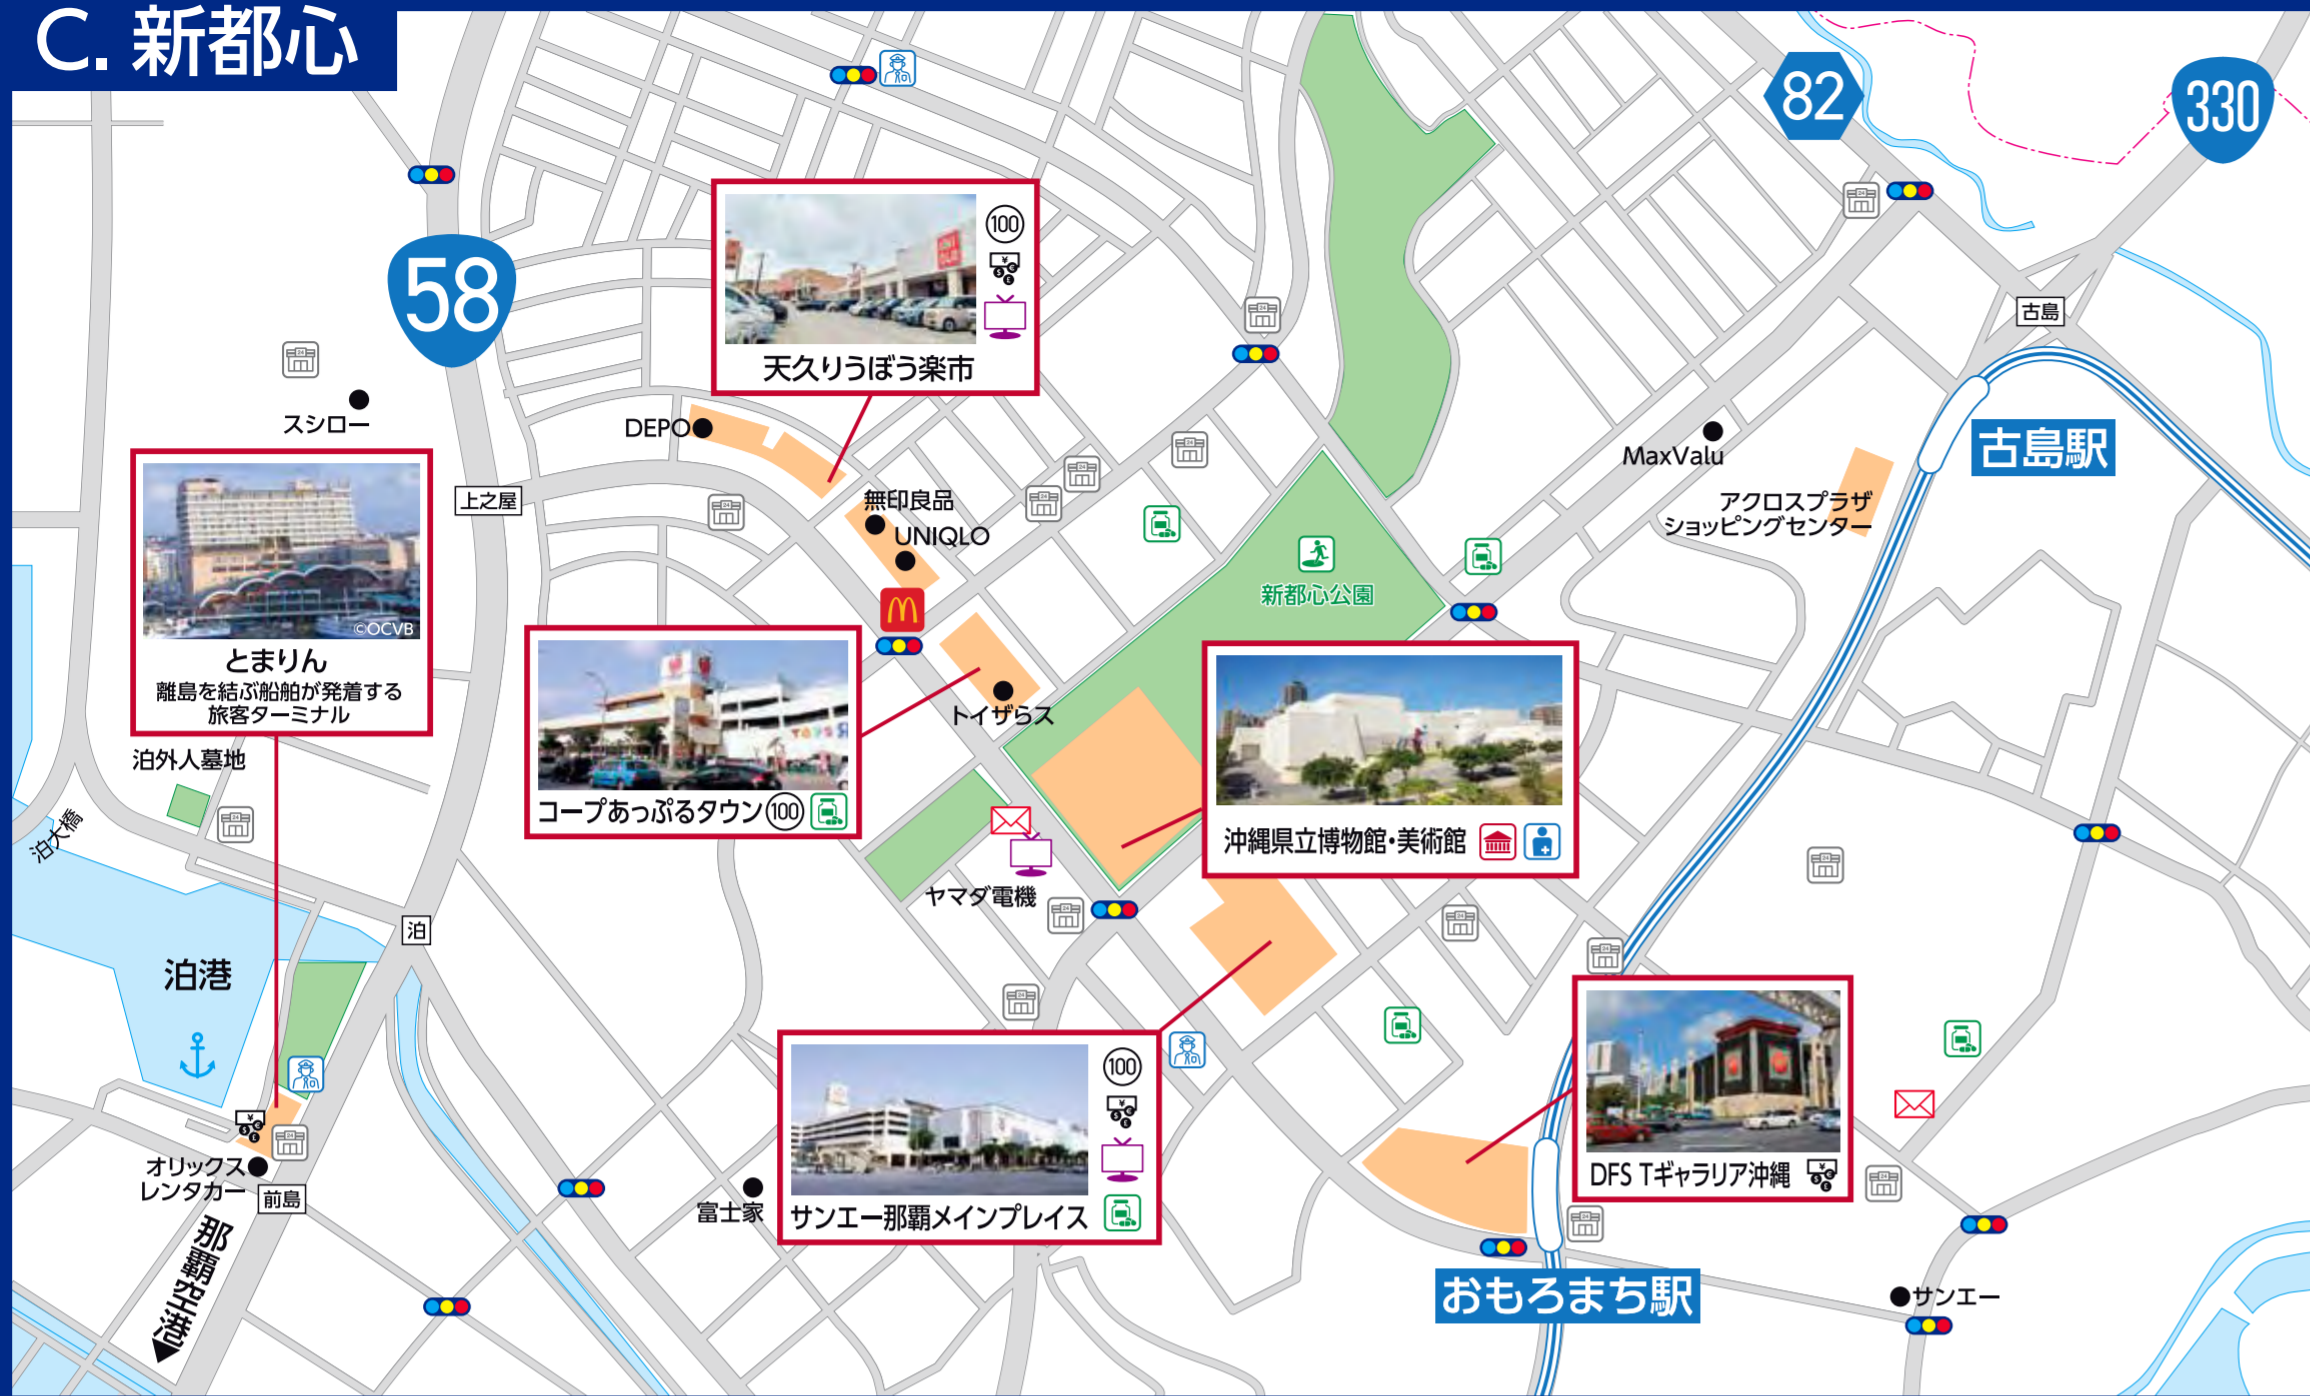 C. 新都心
82
330
58
100
天久りうぼう楽市
古島
スシロー
DEPO
MaxValu
古島駅
上之屋
無印良品
UNIQLO
アクロスプラザ
ショッピングセンター
新都心公園
©OCVB
とまりん
離島を結ぶ船舶が発着する
旅客ターミナル
トイザらス
泊外人墓地
コープあっぷるタウン 100
沖縄県立博物館・美術館
泊大橋
ヤマダ電機
泊
泊港
100
オリックス
レンタカー
前島
富士家
サンエー那覇メインプレイス
DFS Tギャラリア沖縄
那覇空港
おもろまち駅
サンエー